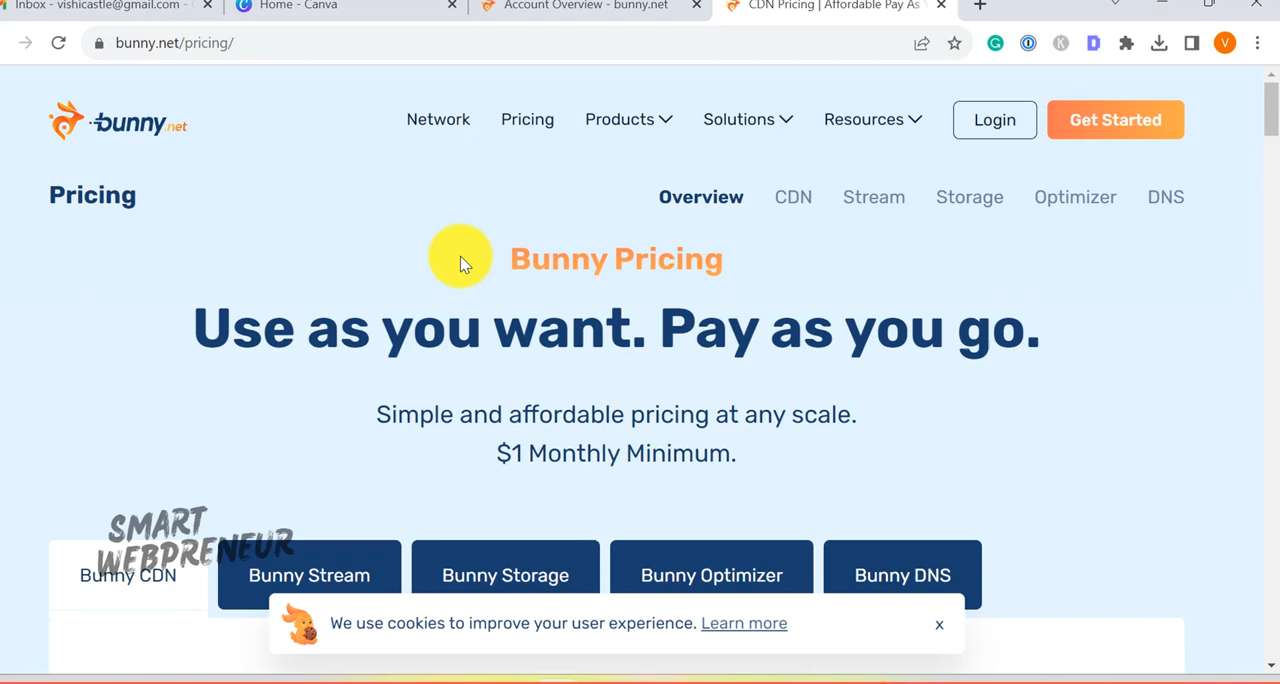 Inbox - vishicastle@gmail.com -
Home - Canva
Account Overview - bunny.net
CDN Pricing | Affordable Pay As
bunny.net/pricing/
V
bunny.net
Network
Pricing
Products
Solutions
Resources
Login
Get Started
Pricing
Overview
CDN
Stream
Storage
Optimizer
DNS
Bunny Pricing
Use as you want. Pay as you go.
Simple and affordable pricing at any scale.
$1 Monthly Minimum.
SMART
WEBPRENEUR
Bunny CDN
Bunny Stream
Bunny Storage
Bunny Optimizer
Bunny DNS
We use cookies to improve your user experience. Learn more
x